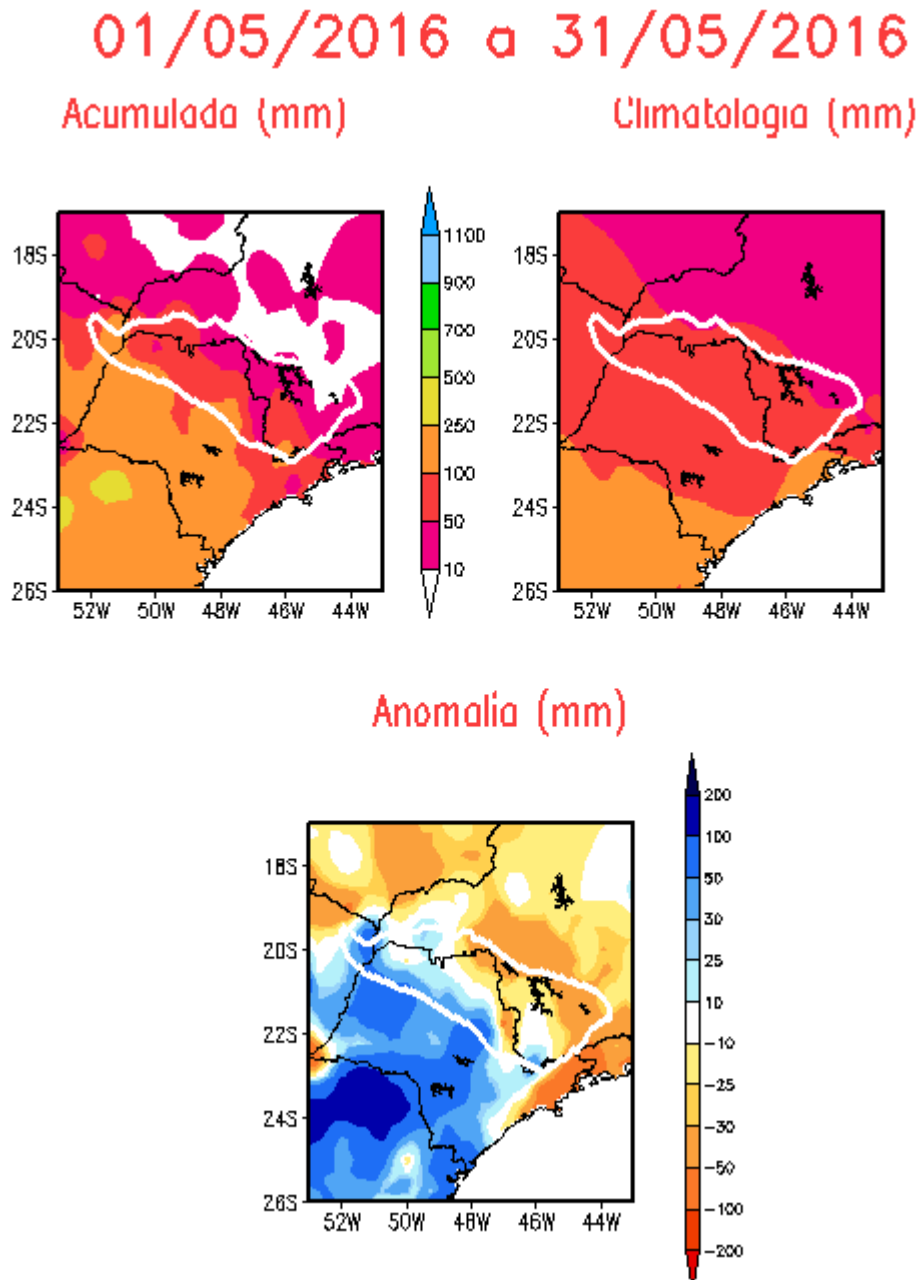 01/05/2016 a 31/05/2016
Acumulada (mm)
Climatologia (mm)
18S
20S
22S
24S
26S
52W 50W 48W 46W 44W
1100
900
700
500
250
100
50
10
18S
20S
22S
24S
26S
52W 50W 48W 46W 44W
Anomalia (mm)
18S
20S
22S
24S
26S
52W 50W 48W 46W 44W
200
100
50
30
25
10
-10
-25
-30
-50
-100
-200